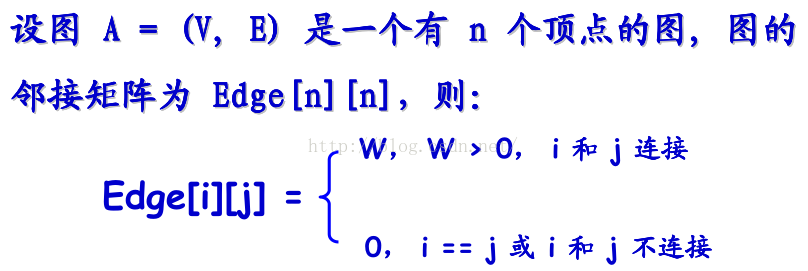 设图 A = (V, E) 是一个有 n 个顶点的图, 图的
邻接矩阵为 Edge[n][n], 则:
http://blog.csdn.net/
W, W > 0, i 和 j 连接
Edge[i][j] =
0, i == j 或 i 和 j 不连接